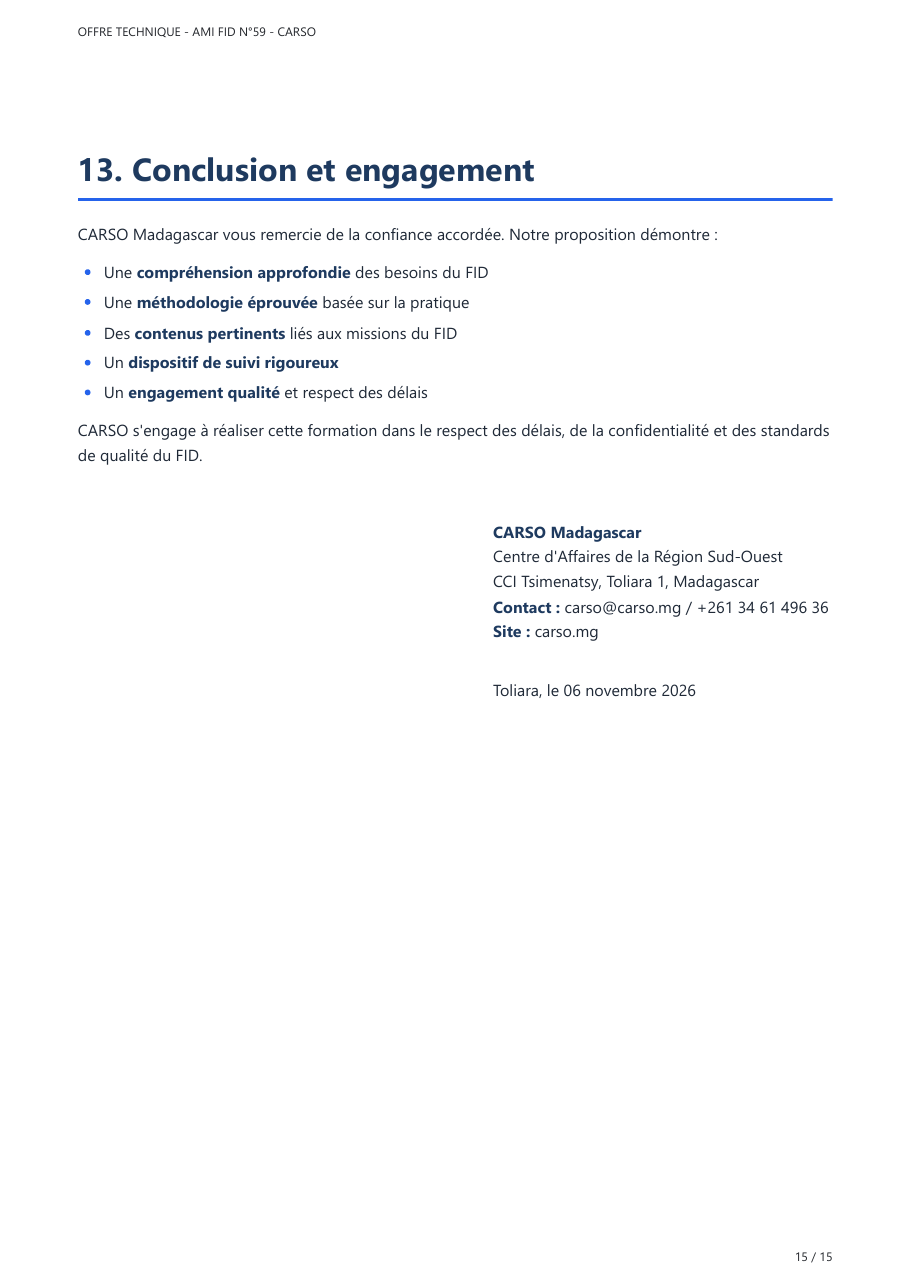 OFFRE TECHNIQUE - AMI FID N°59 - CARSO
13. Conclusion et engagement
CARSO Madagascar vous remercie de la confiance accordée. Notre proposition démontre :
• Une compréhension approfondie des besoins du FID
• Une méthodologie éprouvée basée sur la pratique
• Des contenus pertinents liés aux missions du FID
• Un dispositif de suivi rigoureux
• Un engagement qualité et respect des délais
CARSO s'engage à réaliser cette formation dans le respect des délais, de la confidentialité et des standards
de qualité du FID.
CARSO Madagascar
Centre d'Affaires de la Région Sud-Ouest
CCI Tsimenatsy, Toliara 1, Madagascar
Contact : carso@carso.mg / +261 34 61 496 36
Site : carso.mg
Toliara, le 06 novembre 2026
15 / 15